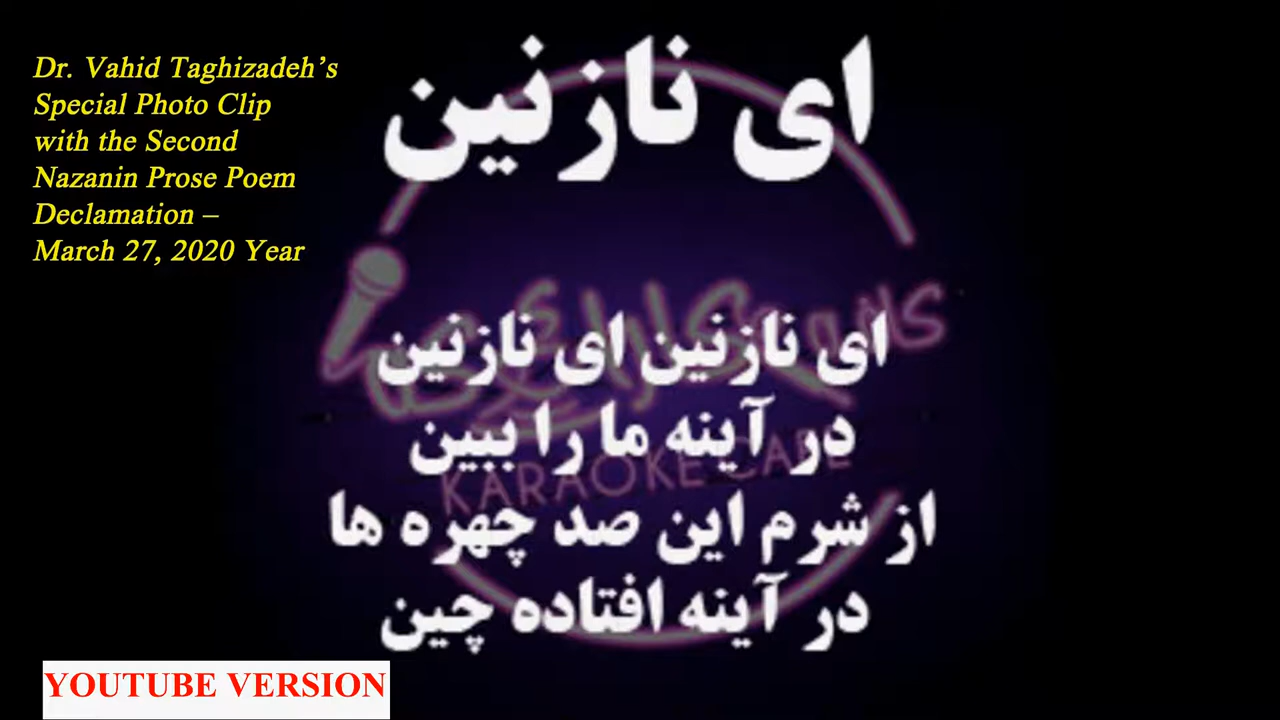 Dr. Vahid Taghizadeh’s
Special Photo Clip
with the Second
Nazanin Prose Poem
Declamation –
March 27, 2020 Year
ای نازنین
ای نازنین ای نازنین
در آینه ما را ببین
از شرم این صد چهره ها
در آینه افتاده چین
KARAOKE CAFE
YOUTUBE VERSION